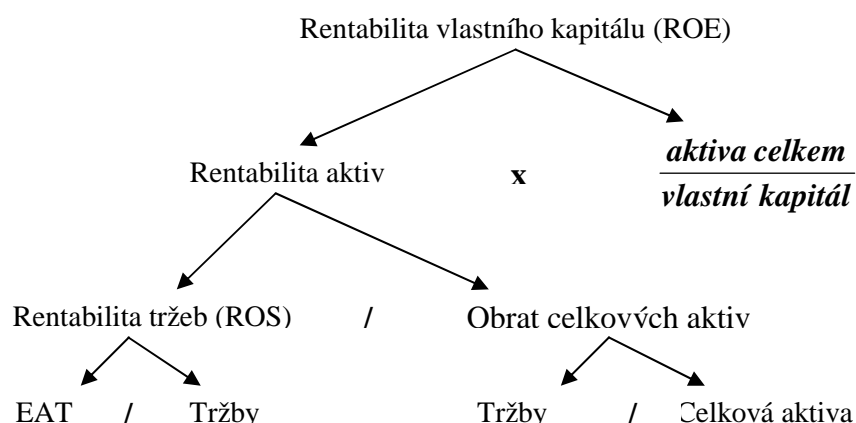 Rentabilita vlastního kapitálu (ROE)
Rentabilita aktiv x aktiva celkem
vlastní kapitál
Rentabilita tržeb (ROS) / Obrat celkových aktiv
EAT / Tržby Tržby / Celková aktiva